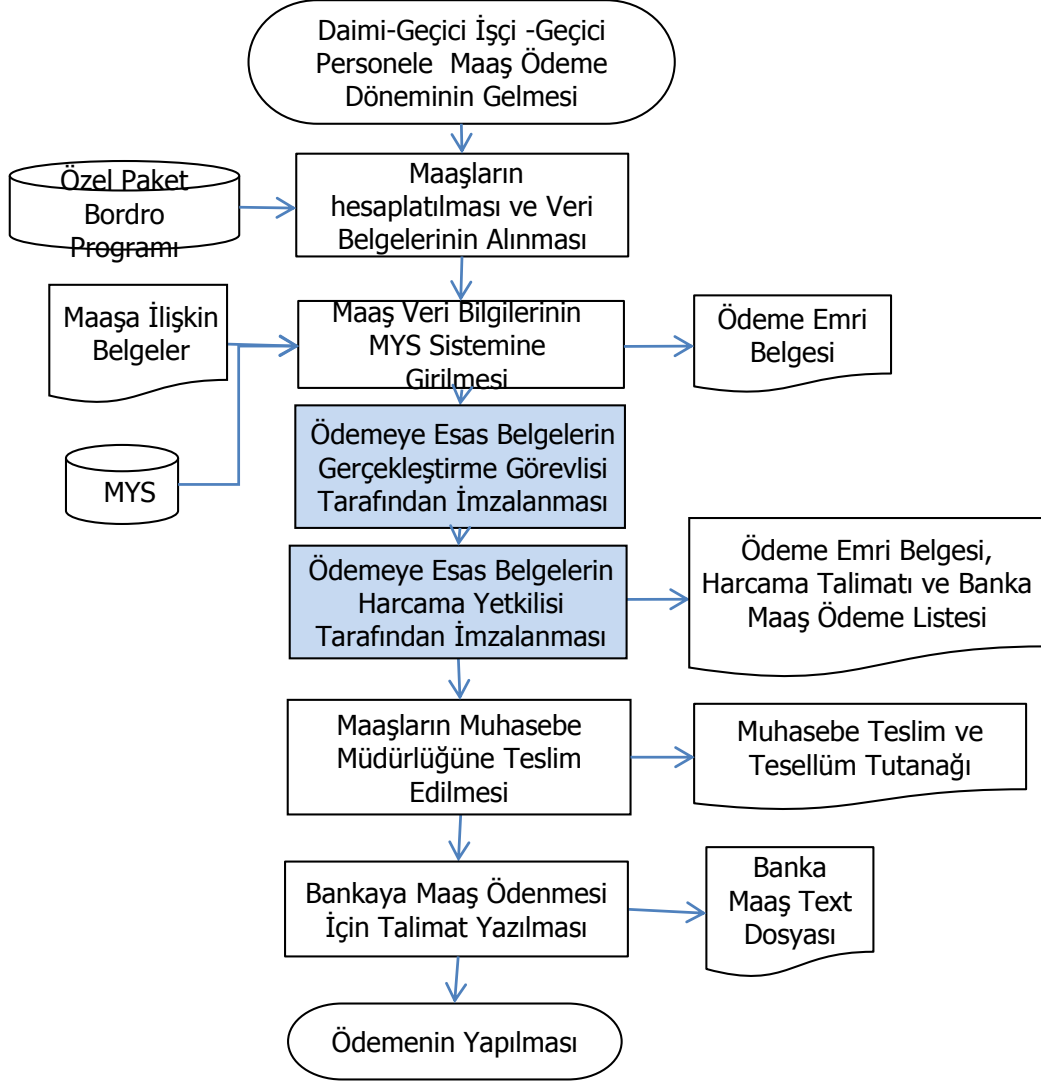 Daimi-Geçici İşçi -Geçici
Personele Maaş Ödeme
Döneminin Gelmesi
Özel Paket
Bordro
Programı
Maaşların
hesaplatılması ve Veri
Belgelerinin Alınması
Maaşa İlişkin
Belgeler
Maaş Veri Bilgilerinin
MYS Sistemine
Girilmesi
Ödeme Emri
Belgesi
MYS
Ödemeye Esas Belgelerin
Gerçekleştirme Görevlisi
Tarafından İmzalanması
Ödemeye Esas Belgelerin
Harcama Yetkilisi
Tarafından İmzalanması
Ödeme Emri Belgesi,
Harcama Talimatı ve Banka
Maaş Ödeme Listesi
Maaşların Muhasebe
Müdürlüğüne Teslim
Edilmesi
Muhasebe Teslim ve
Tesellüm Tutanağı
Bankaya Maaş Ödenmesi
İçin Talimat Yazılması
Banka
Maaş Text
Dosyası
Ödemenin Yapılması